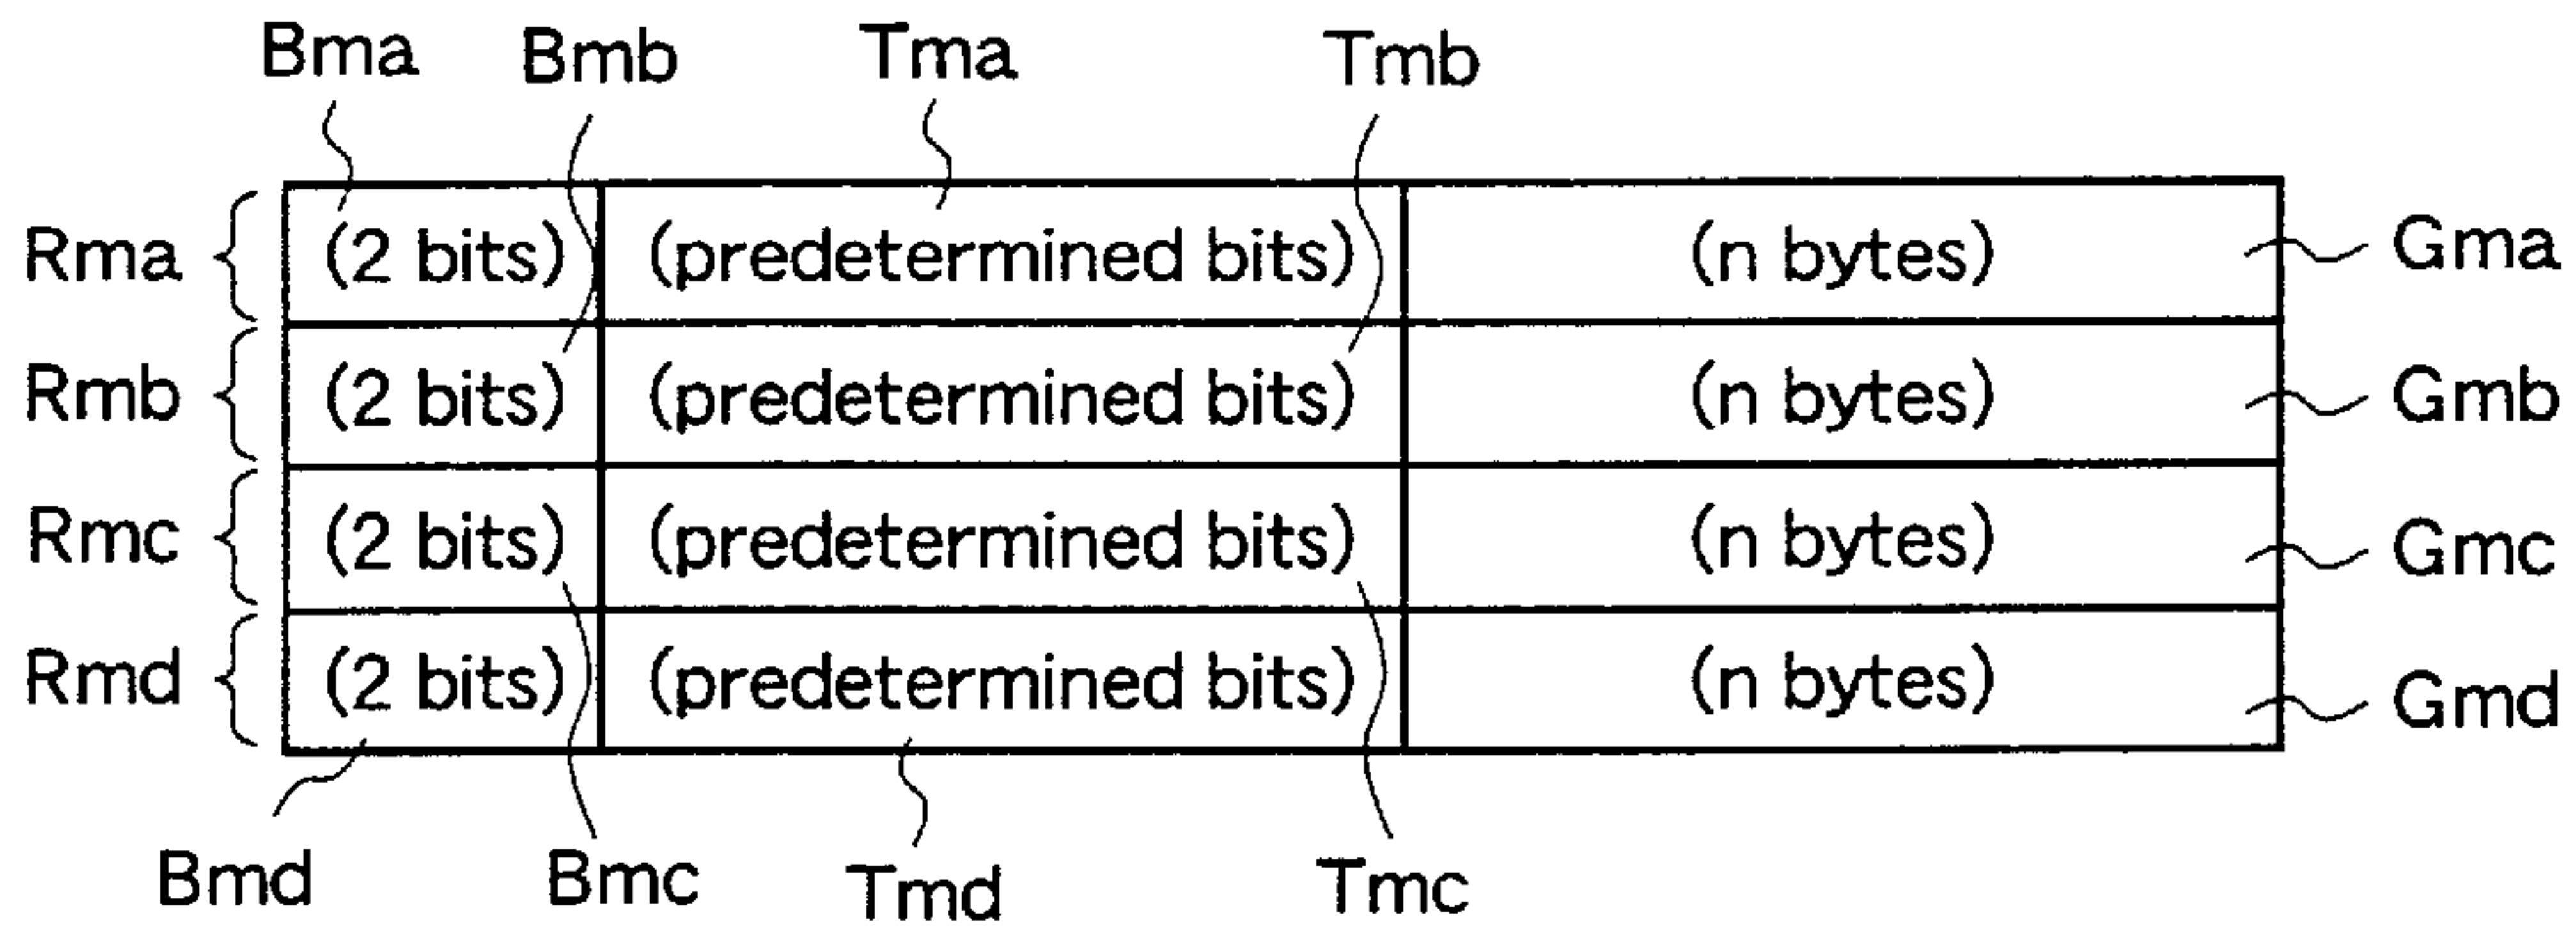 Bma Bmb Tma Tmb
Rma (2 bits) (predetermined bits) (n bytes) Gma
Rmb (2 bits) (predetermined bits) (n bytes) Gmb
Rmc (2 bits) (predetermined bits) (n bytes) Gmc
Rmd (2 bits) (predetermined bits) (n bytes) Gmd
Bmd Bmc Tmd Tmc